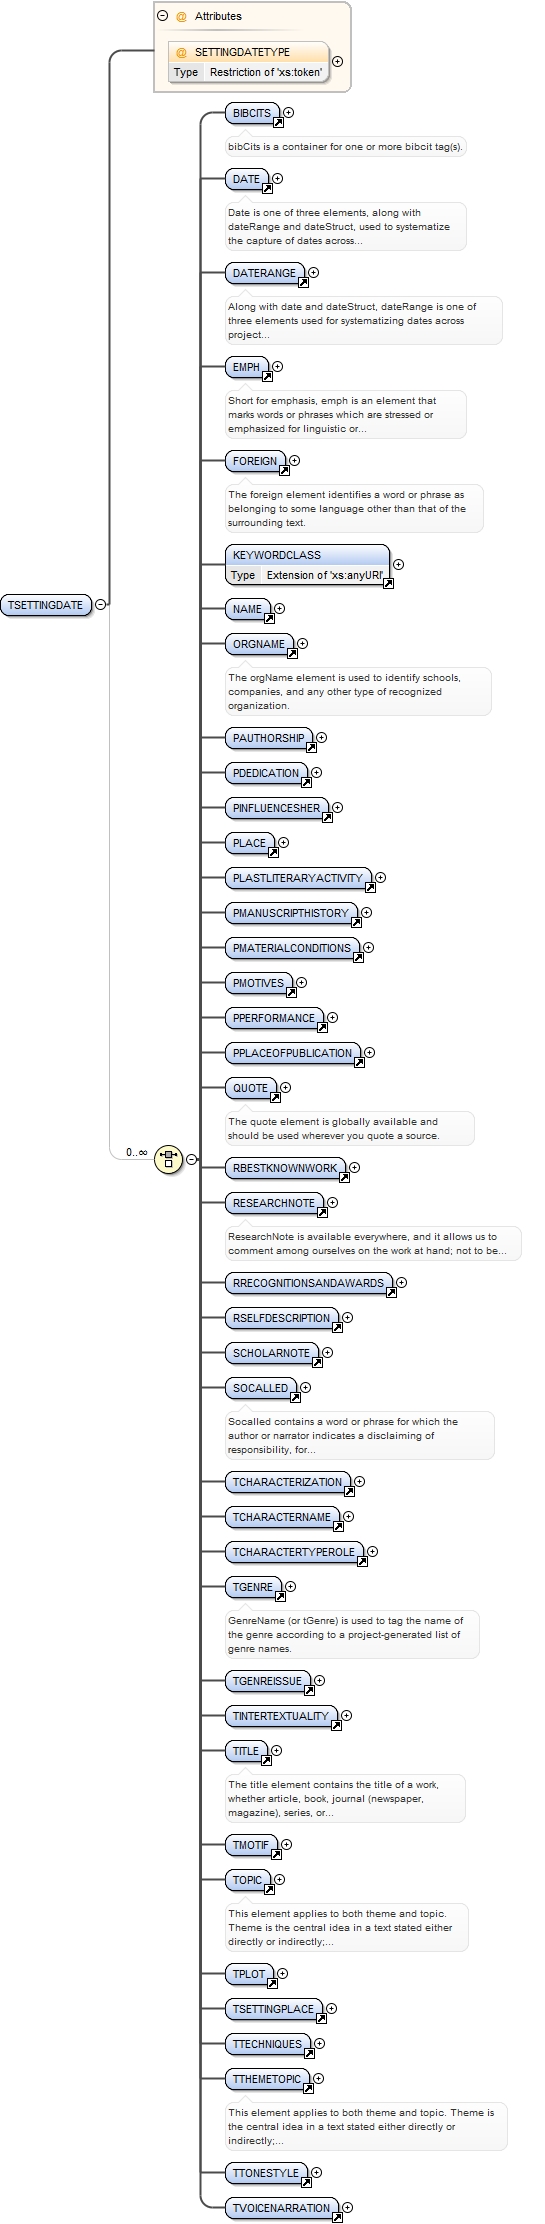 Attributes
@ SETTINGDATETYPE
Type Restriction of 'xs:token'
BIBCITS
bibCits is a container for one or more bibcit tag(s).
DATE
Date is one of three elements, along with
dateRange and dateStruct, used to systematize
the capture of dates across...
DATERANGE
Along with date and dateStruct, dateRange is one of
three elements used for systematizing dates across
project...
EMPH
Short for emphasis, emph is an element that
marks words or phrases which are stressed or
emphasized for linguistic or...
FOREIGN
The foreign element identifies a word or phrase as
belonging to some language other than that of the
surrounding text.
KEYWORDCLASS
Type Extension of 'xs:anyURI'
TSETTINGDATE
NAME
ORGNAME
The orgName element is used to identify schools,
companies, and any other type of recognized
organization.
PAUTHORSHIP
PDEDICATION
PINFLUENCESHER
PLACE
PLASTLITERARYACTIVITY
PMANUSCRIPTHISTORY
PMATERIALCONDITIONS
PMOTIVES
PPERFORMANCE
PPLACEOFPUBLICATION
QUOTE
The quote element is globally available and
should be used wherever you quote a source.
0..∞
RBESTKNOWNWORK
RESEARCHNOTE
ResearchNote is available everywhere, and it allows us to
comment among ourselves on the work at hand; not to be...
RRECOGNITIONSANDAWARDS
RSELFDESCRIPTION
SCHOLARNOTE
SOCALLED
Socalled contains a word or phrase for which the
author or narrator indicates a disclaiming of
responsibility, for...
TCHARACTERIZATION
TCHARACTERNAME
TCHARACTERTYPEROLE
TGENRE
GenreName (or tGenre) is used to tag the name of
the genre according to a project-generated list of
genre names.
TGENREISSUE
TINTERTEXTUALITY
TITLE
The title element contains the title of a work,
whether article, book, journal (newspaper,
magazine), series, or...
TMOTIF
TOPIC
This element applies to both theme and topic.
Theme is the central idea in a text stated either
directly or indirectly;...
TPLOT
TSETTINGPLACE
TTECHNIQUES
TTHEMETOPIC
This element applies to both theme and topic. Theme is
the central idea in a text stated either directly or
indirectly;...
TTONESTYLE
TVOICENARRATION